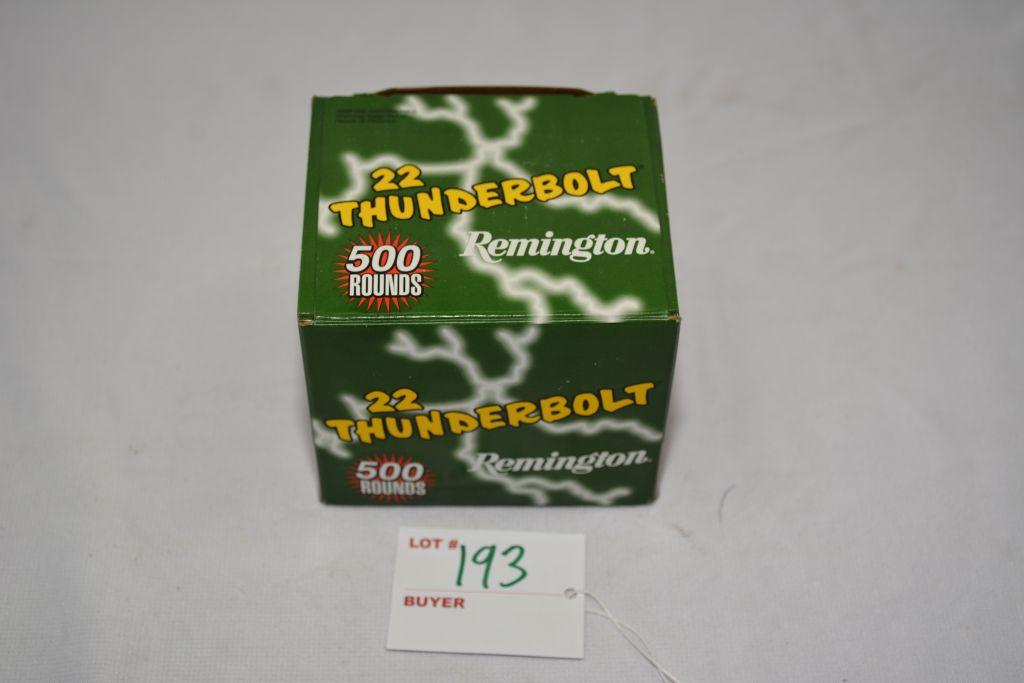 22
THUNDERBOLT
Remington.
500
ROUNDS
22
THUNDERBOLT
Remington.
500
ROUNDS
LOT # 193
BUYER